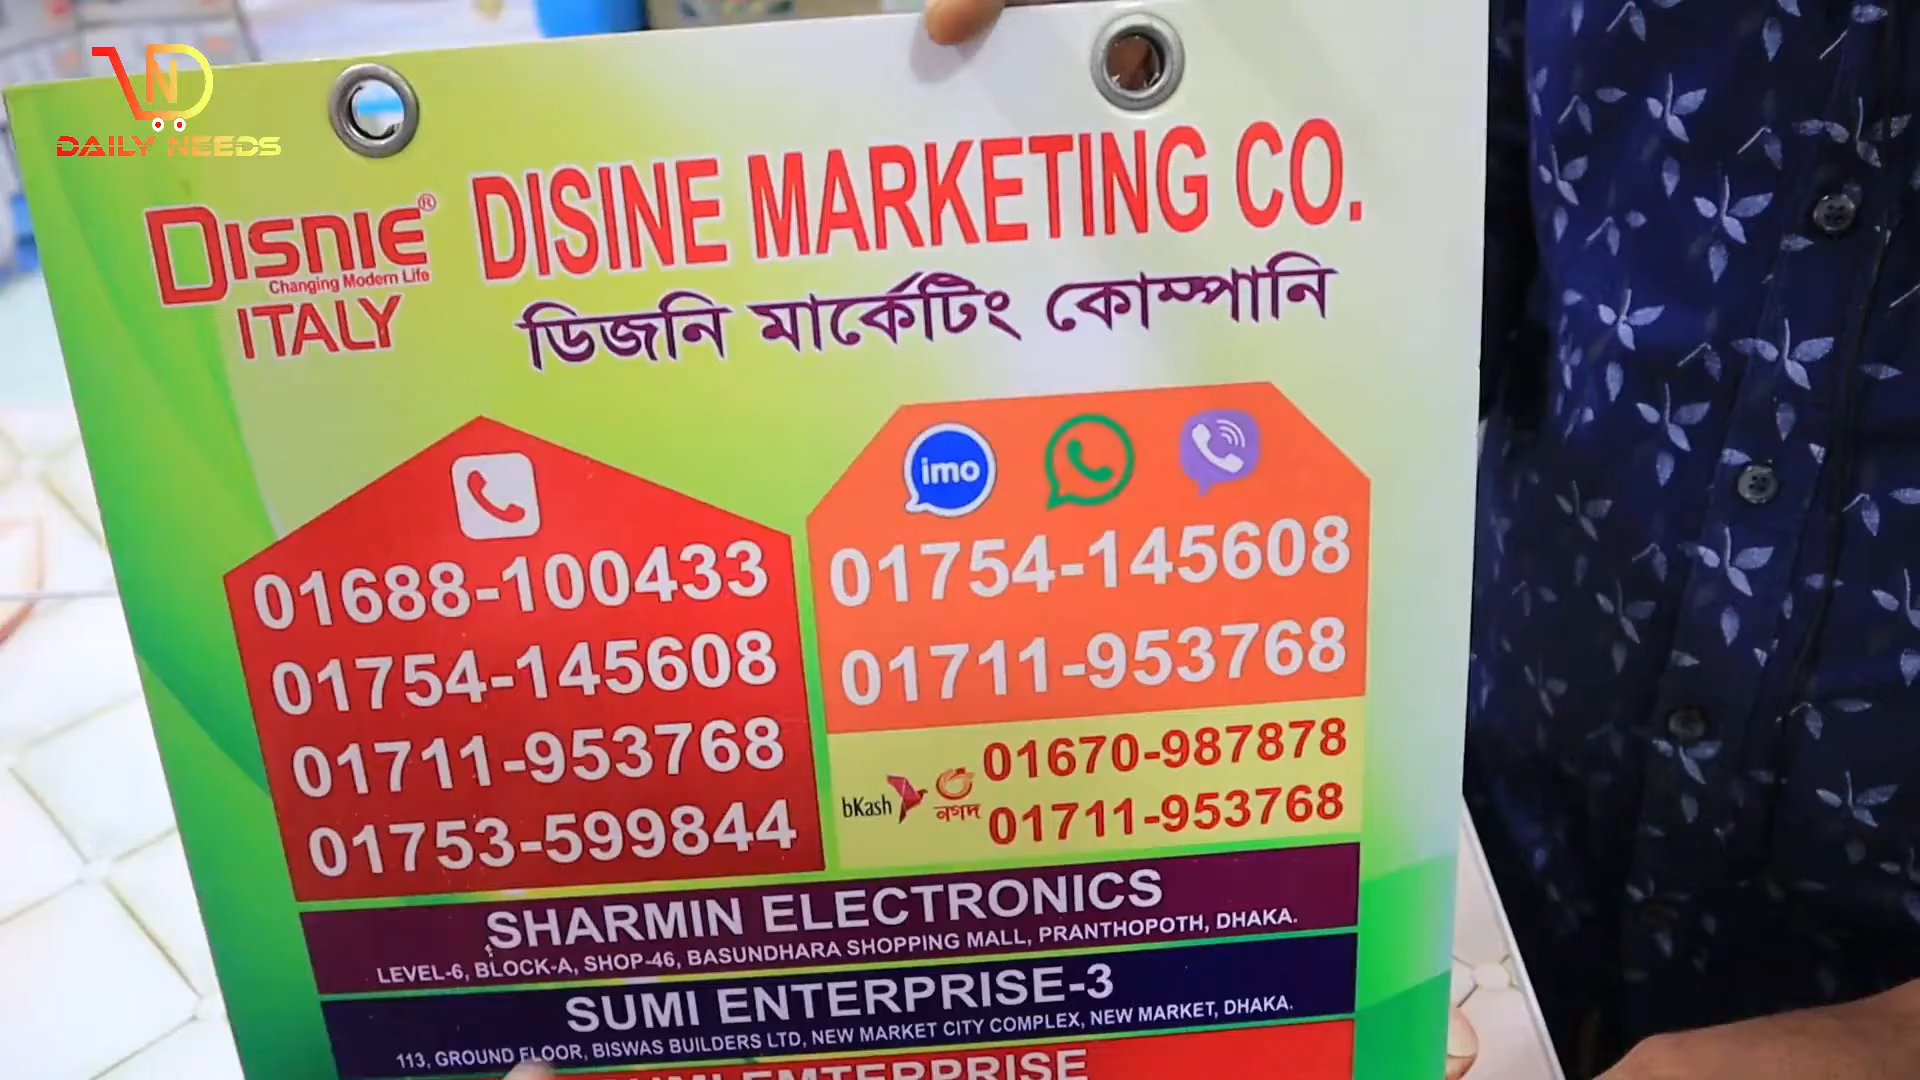 DAILY NEEDS
DISNIE®
Changing Modern Life
ITALY
DISINE MARKETING CO.
ডিজনি মার্কেটিং কোম্পানি
01688-100433
01754-145608
01711-953768
01753-599844
imo
01754-145608
01711-953768
bKash নগদ
01670-987878
01711-953768
SHARMIN ELECTRONICS
LEVEL-6, BLOCK-A, SHOP-46, BASUNDHARA SHOPPING MALL, PRANTHOPOTH, DHAKA.
SUMI ENTERPRISE-3
113, GROUND FLOOR, BISWAS BUILDERS LTD, NEW MARKET CITY COMPLEX, NEW MARKET, DHAKA.